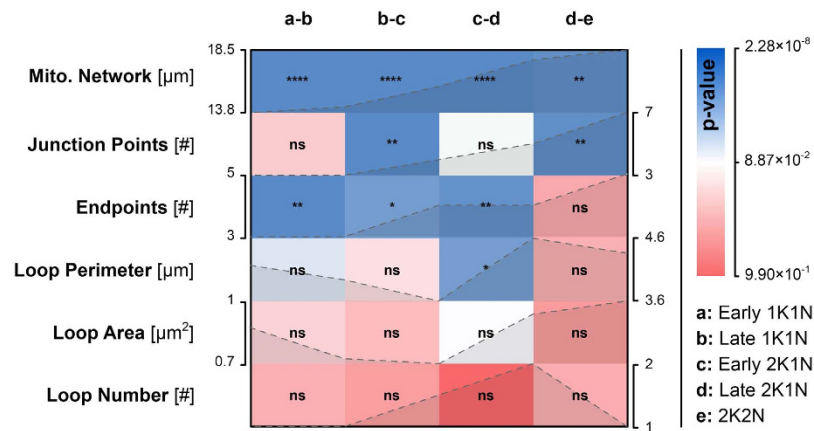 a-b b-c c-d d-e
18.5
Mito. Network [µm] **** **** **** **
13.8 7
Junction Points [#] ns ** ns **
5 3
Endpoints [#] ** * ** ns
3 4.6
Loop Perimeter [µm] ns ns * ns
1 3.6
Loop Area [µm²] ns ns ns ns
0.7 2
Loop Number [#] ns ns ns ns
1
p-value
2.28×10⁻⁸
8.87×10⁻²
9.90×10⁻¹
a: Early 1K1N
b: Late 1K1N
c: Early 2K1N
d: Late 2K1N
e: 2K2N